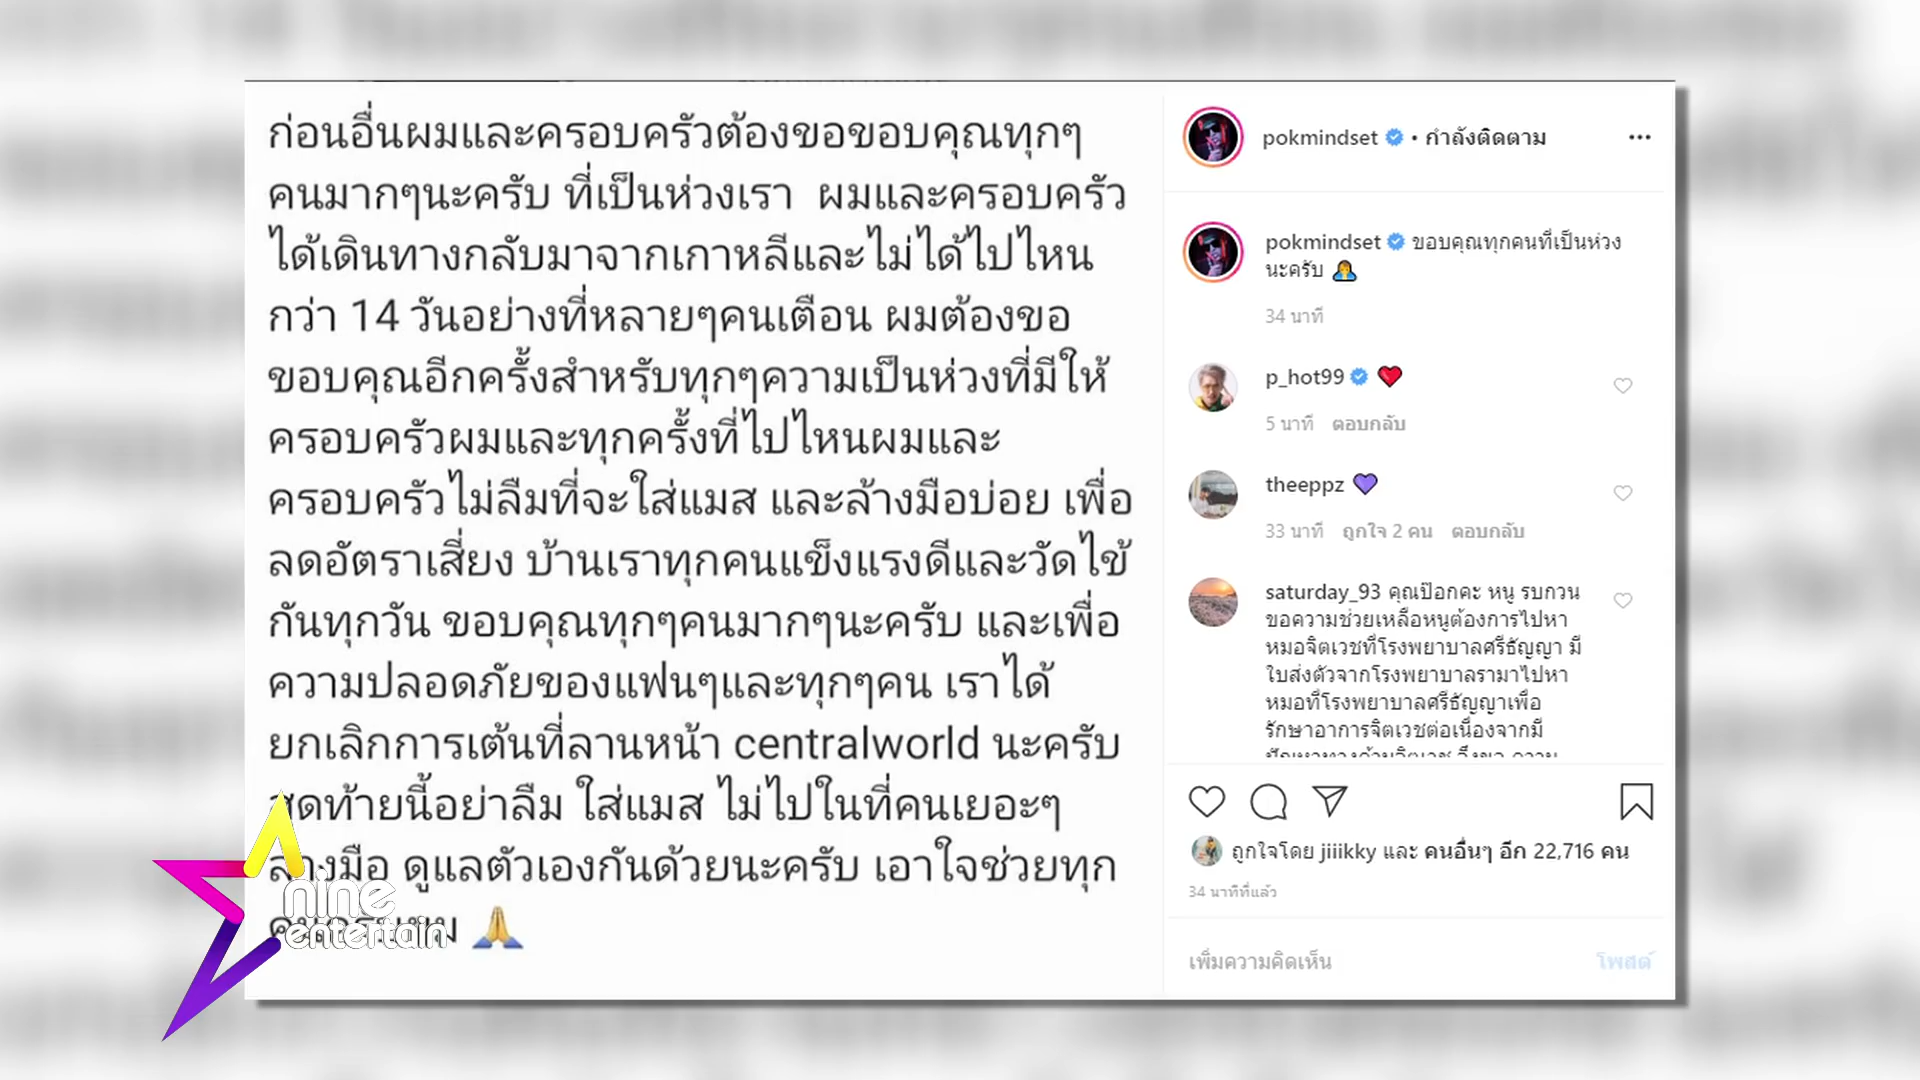 ก่อนอื่นผมและครอบครัวต้องขอขอบคุณทุกๆ
คนมากๆนะครับ ที่เป็นห่วงเรา ผมและครอบครัว
ได้เดินทางกลับมาจากเกาหลีและไม่ได้ไปไหน
กว่า 14 วันอย่างที่หลายๆคนเตือน ผมต้องขอ
ขอบคุณอีกครั้งสำหรับทุกๆความเป็นห่วงที่มีให้
ครอบครัวผมและทุกครั้งที่ไปไหนผมและ
ครอบครัวไม่ลืมที่จะใส่แมส และล้างมือบ่อย เพื่อ
ลดอัตราเสี่ยง บ้านเราทุกคนแข็งแรงดีและวัดไข้
กันทุกวัน ขอบคุณทุกๆคนมากๆนะครับ และเพื่อ
ความปลอดภัยของแฟนๆและทุกๆคน เราได้
ยกเลิกการเต้นที่ลานหน้า centralworld นะครับ
สุดท้ายนี้อย่าลืม ใส่แมส ไม่ไปในที่คนเยอะๆ
ล้างมือ ดูแลตัวเองกันด้วยนะครับ เอาใจช่วยทุก
🙏
nine
entertain
pokmindset • กำลังติดตาม
pokmindset ขอบคุณทุกคนที่เป็นห่วง
นะครับ
34 นาที
p_hot99 ❤️
5 นาที ตอบกลับ
theeppz 💜
33 นาที ถูกใจ 2 คน ตอบกลับ
saturday_93 คุณป๊อกคะ หนู รบกวน
ขอความช่วยเหลือหนูต้องการไปหา
หมอจิตเวชที่โรงพยาบาลศรีธัญญา มี
ใบส่งตัวจากโรงพยาบาลรามาไปหา
หมอที่โรงพยาบาลศรีธัญญาเพื่อ
รักษาอาการจิตเวชต่อเนื่องจากมี
ถูกใจโดย jiiikky และ คนอื่นๆ อีก 22,716 คน
34 นาทีที่แล้ว
เพิ่มความคิดเห็น
โพสต์